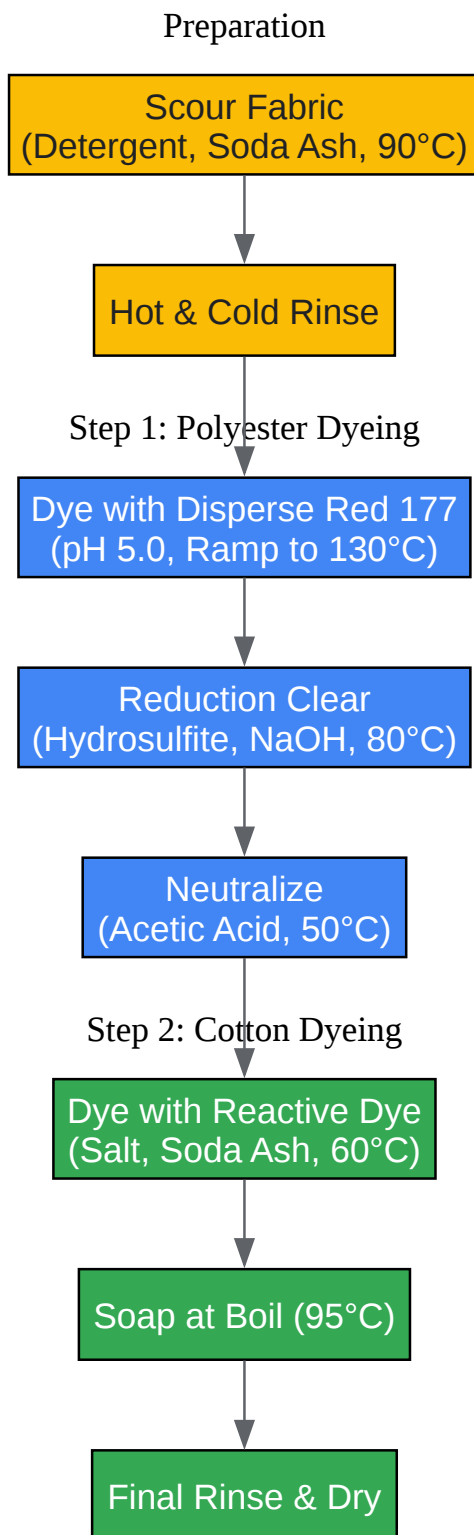 Preparation
Scour Fabric
(Detergent, Soda Ash, 90°C)
Hot & Cold Rinse
Step 1: Polyester Dyeing
Dye with Disperse Red 177
(pH 5.0, Ramp to 130°C)
Reduction Clear
(Hydrosulfite, NaOH, 80°C)
Neutralize
(Acetic Acid, 50°C)
Step 2: Cotton Dyeing
Dye with Reactive Dye
(Salt, Soda Ash, 60°C)
Soap at Boil (95°C)
Final Rinse & Dry